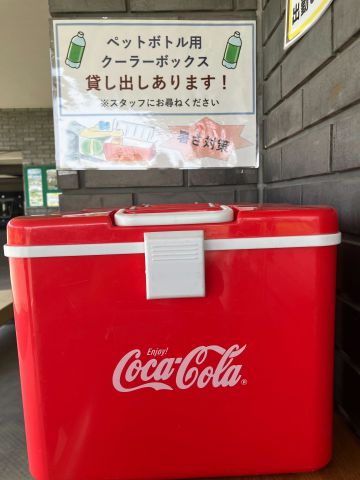 ペットボトル用
クーラーボックス
貸し出しあります！
※スタッフにお尋ねください
暑さ対策
Enjoy!
Coca-Cola®